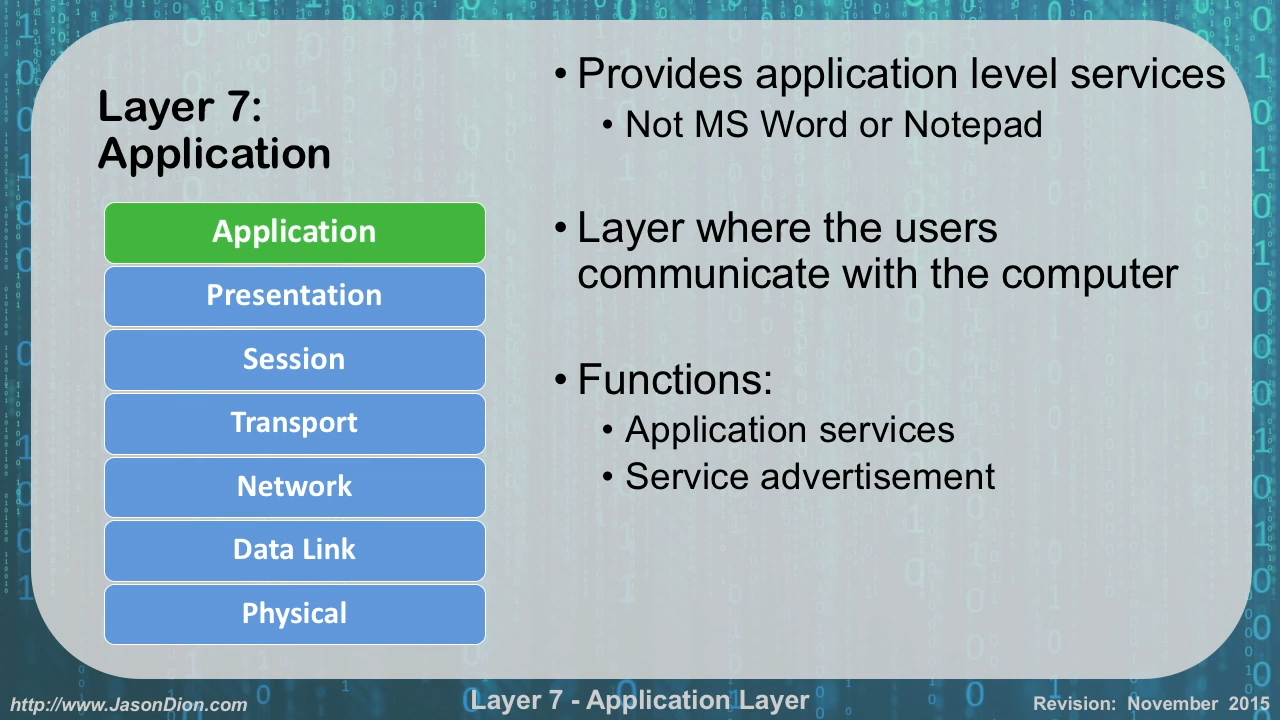 Layer 7:
Application
Application
Presentation
Session
Transport
Network
Data Link
Physical
• Provides application level services
• Not MS Word or Notepad
• Layer where the users
communicate with the computer
• Functions:
• Application services
• Service advertisement
http://www.JasonDion.com
Layer 7 - Application Layer
Revision: November 2015